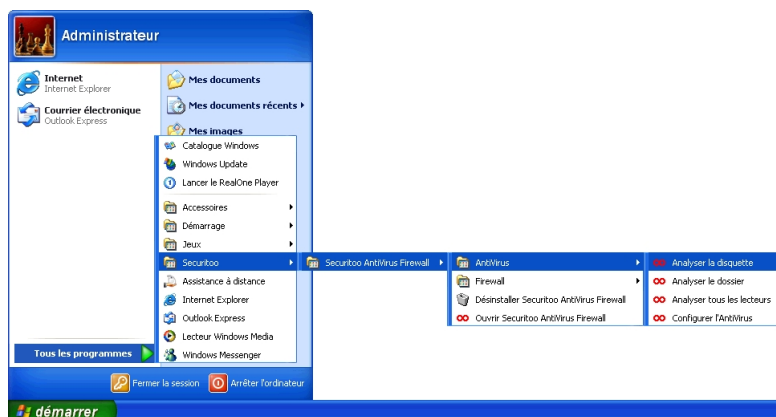 Administrateur
Internet
Internet Explorer
Courrier électronique
Outlook Express
Mes documents
Mes documents récents
Mes images
Catalogue Windows
Windows Update
Lancer le RealOne Player
Accessoires
Démarrage
Jeux
Securitoo
Assistance à distance
Internet Explorer
Outlook Express
Lecteur Windows Media
Windows Messenger
Securitoo AntiVirus Firewall
AntiVirus
Firewall
Désinstaller Securitoo AntiVirus Firewall
Ouvrir Securitoo AntiVirus Firewall
Analyser la disquette
Analyser le dossier
Analyser tous les lecteurs
Configurer l'AntiVirus
Tous les programmes
Fermer la session
Arrêter l'ordinateur
démarrer